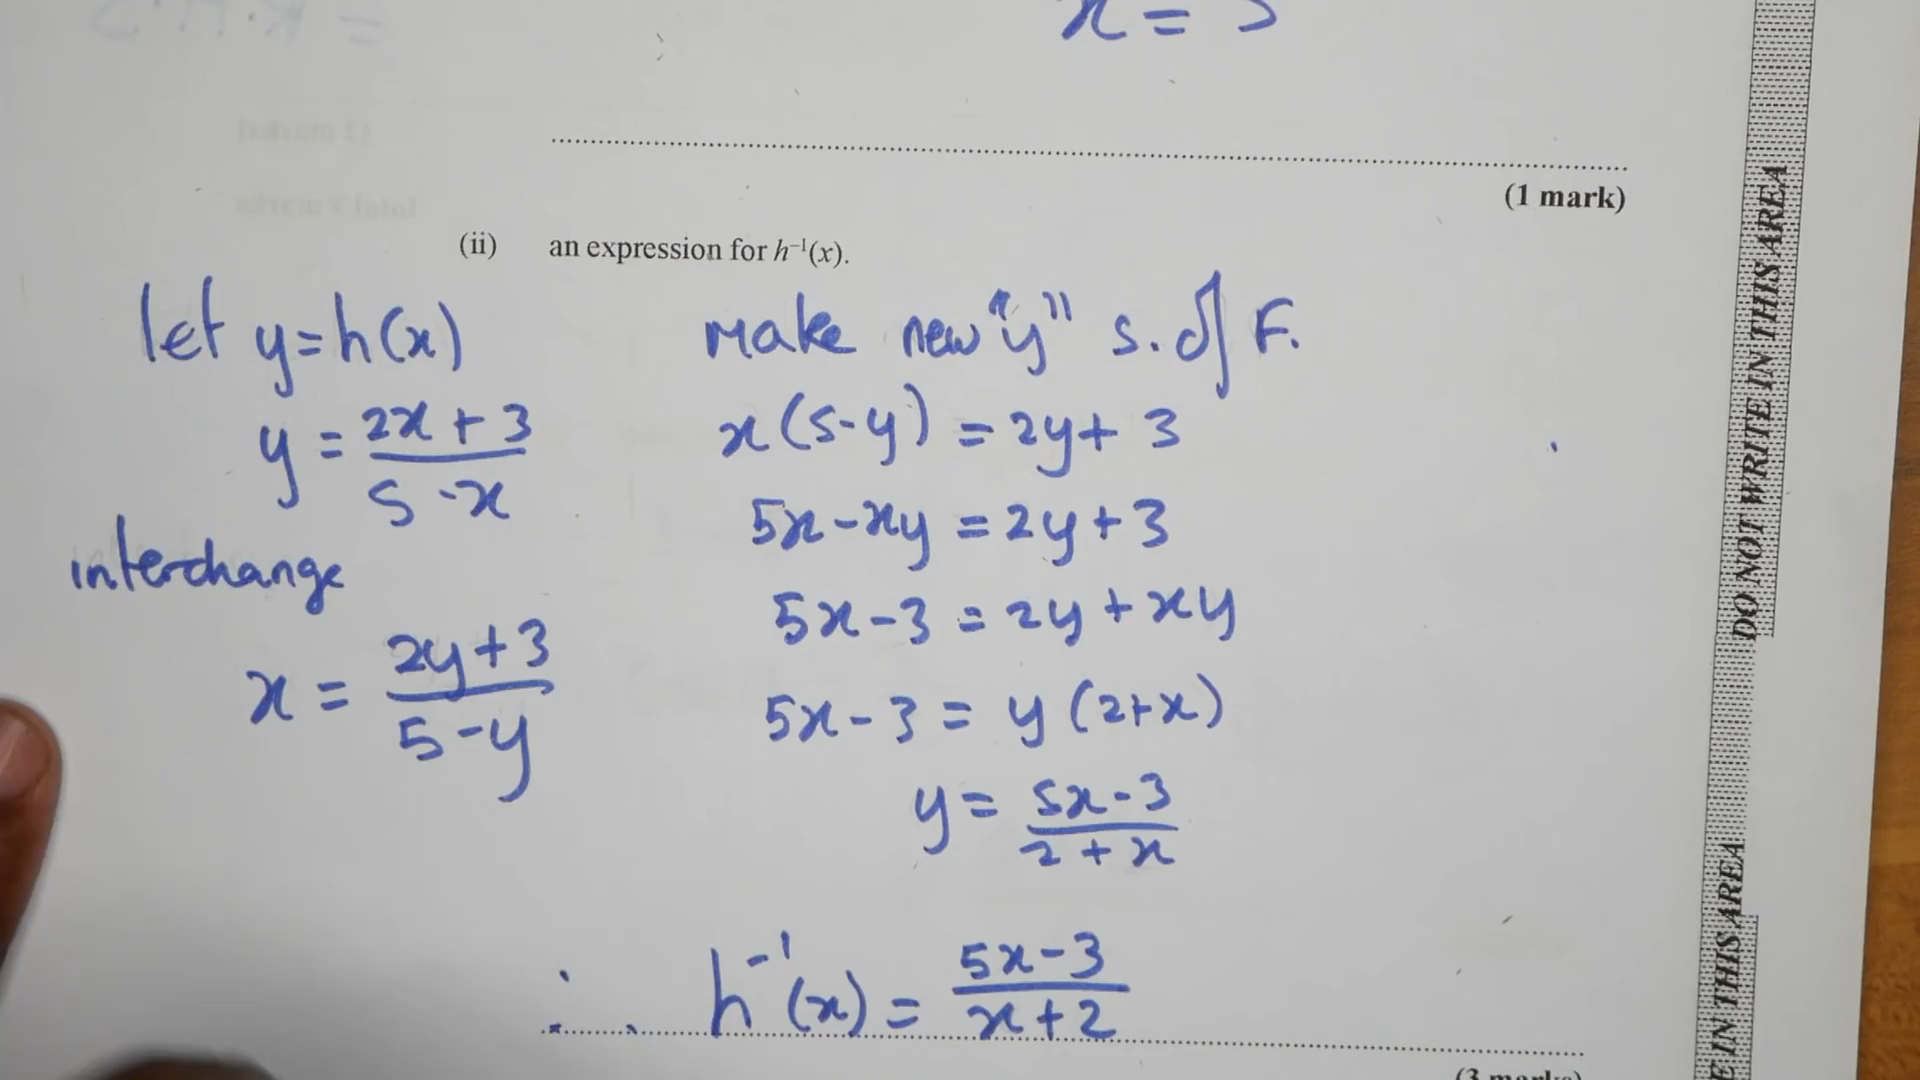 x = 5
(1 mark)
(ii) an expression for h⁻¹(x).
let y=h(x)
y = (2x + 3)/(5 - x)
interchange
x = (2y+3)/(5-y)
make new "y" s. of F.
x(5-y) = 2y+ 3
5x-xy = 2y+3
5x-3 = 2y+xy
5x-3 = y(2+x)
y = (5x-3)/(2+x)
∴ h⁻¹(x) = (5x-3)/(x+2)
(3 marks)
DO NOT WRITE IN THIS AREA
E IN THIS AREA